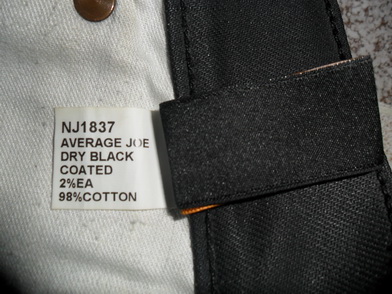 NJ1837
AVERAGE JOE
DRY BLACK
COATED
2%EA
98%COTTON